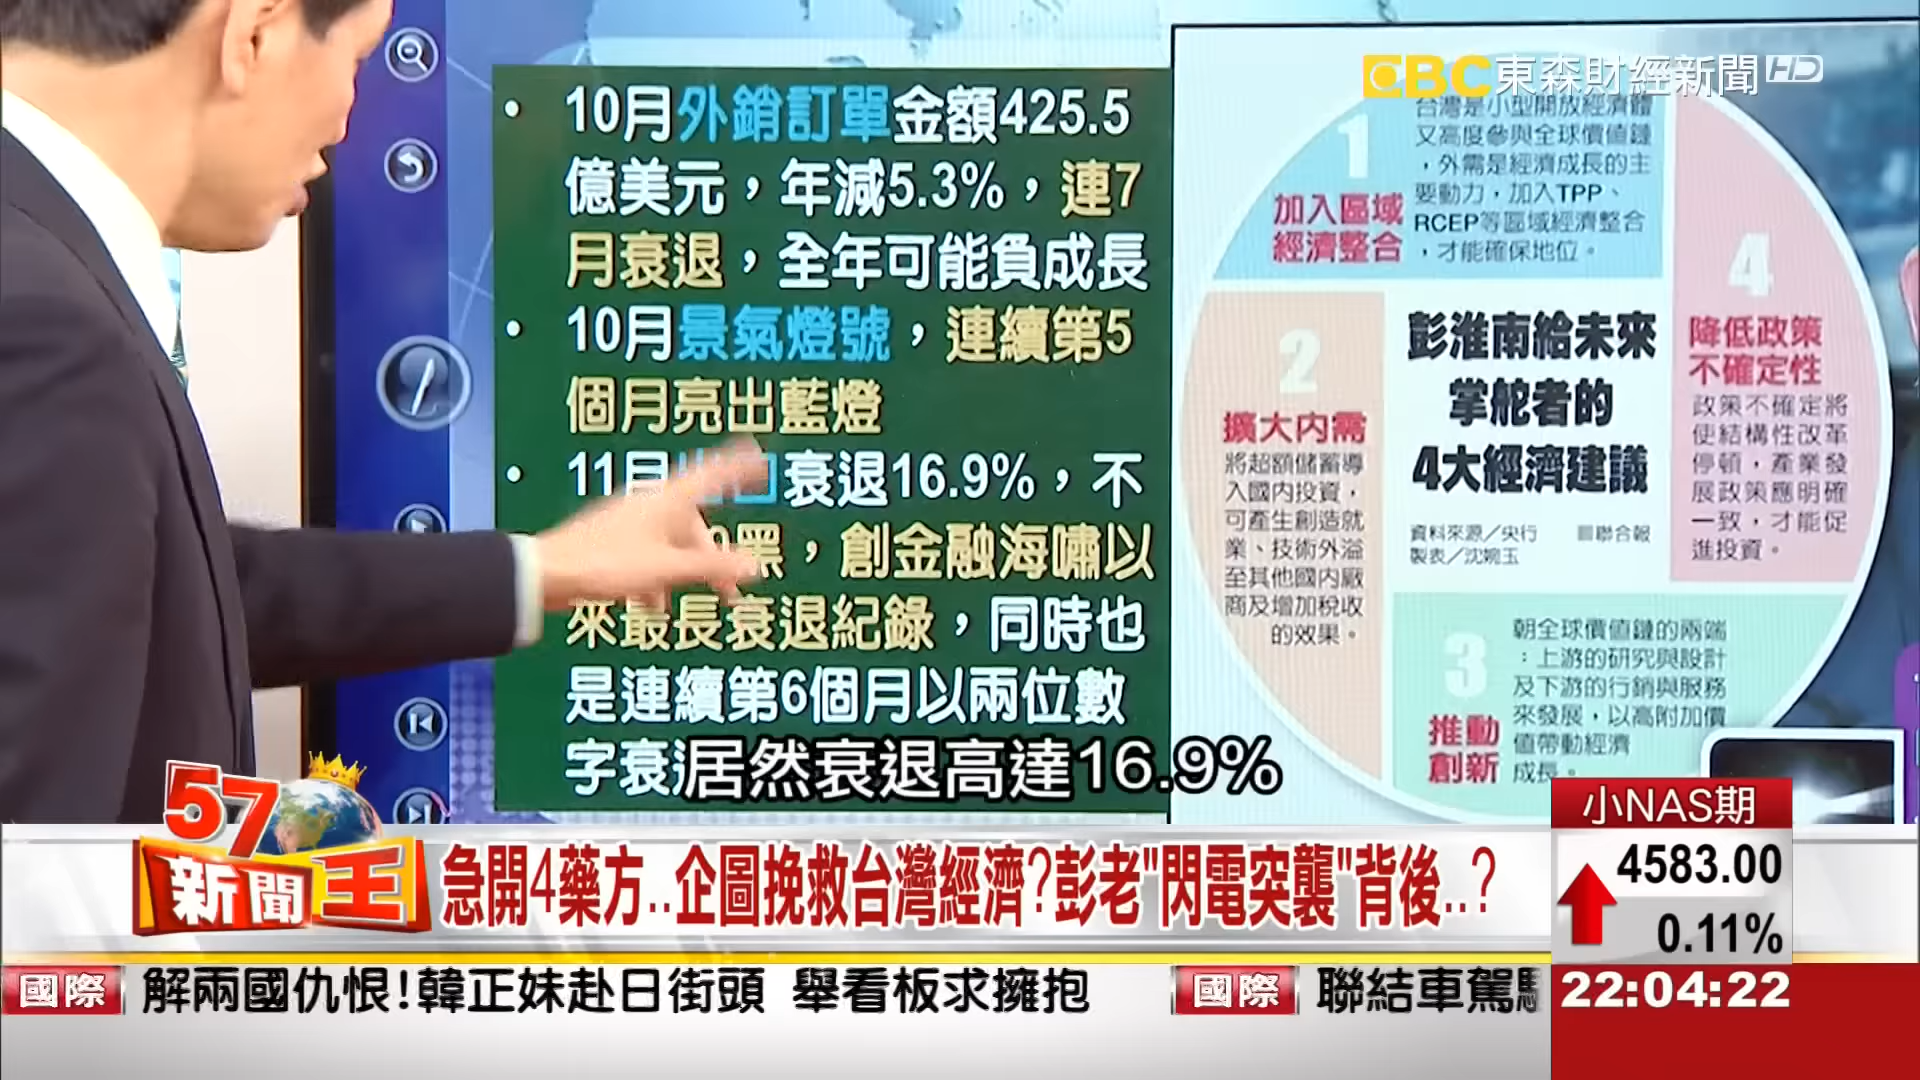 EBC 東森財經新聞 HD
• 10月外銷訂單金額425.5
億美元，年減5.3%，連7
月衰退，全年可能負成長
• 10月景氣燈號，連續第5
個月亮出藍燈
• 11月出口衰退16.9%，不
黑，創金融海嘯以
來最長衰退紀錄，同時也
是連續第6個月以兩位數
字衰
彭淮南給未來
掌舵者的
4大經濟建議
資料來源／央行
製表／沈婉玉
▤聯合報
1
加入區域
經濟整合
台灣是小型開放經濟體
又高度參與全球價值鏈
，外需是經濟成長的主
要動力，加入TPP、
RCEP等區域經濟整合
，才能確保地位。
2
擴大內需
將超額儲蓄導
入國內投資，
可產生創造就
業、技術外溢
至其他國內廠
商及增加稅收
的效果。
3
推動
創新
朝全球價值鏈的兩端
：上游的研究與設計
及下游的行銷與服務
來發展，以高附加價
值帶動經濟
成長。
4
降低政策
不確定性
政策不確定將
使結構性改革
停頓，產業發
展政策應明確
一致，才能促
進投資。
居然衰退高達16.9%
57
新聞王
急開4藥方..企圖挽救台灣經濟?彭老"閃電突襲"背後..?
小NAS期
4583.00
0.11%
國際 解兩國仇恨!韓正妹赴日街頭 舉看板求擁抱
國際 聯結車駕
22:04:22